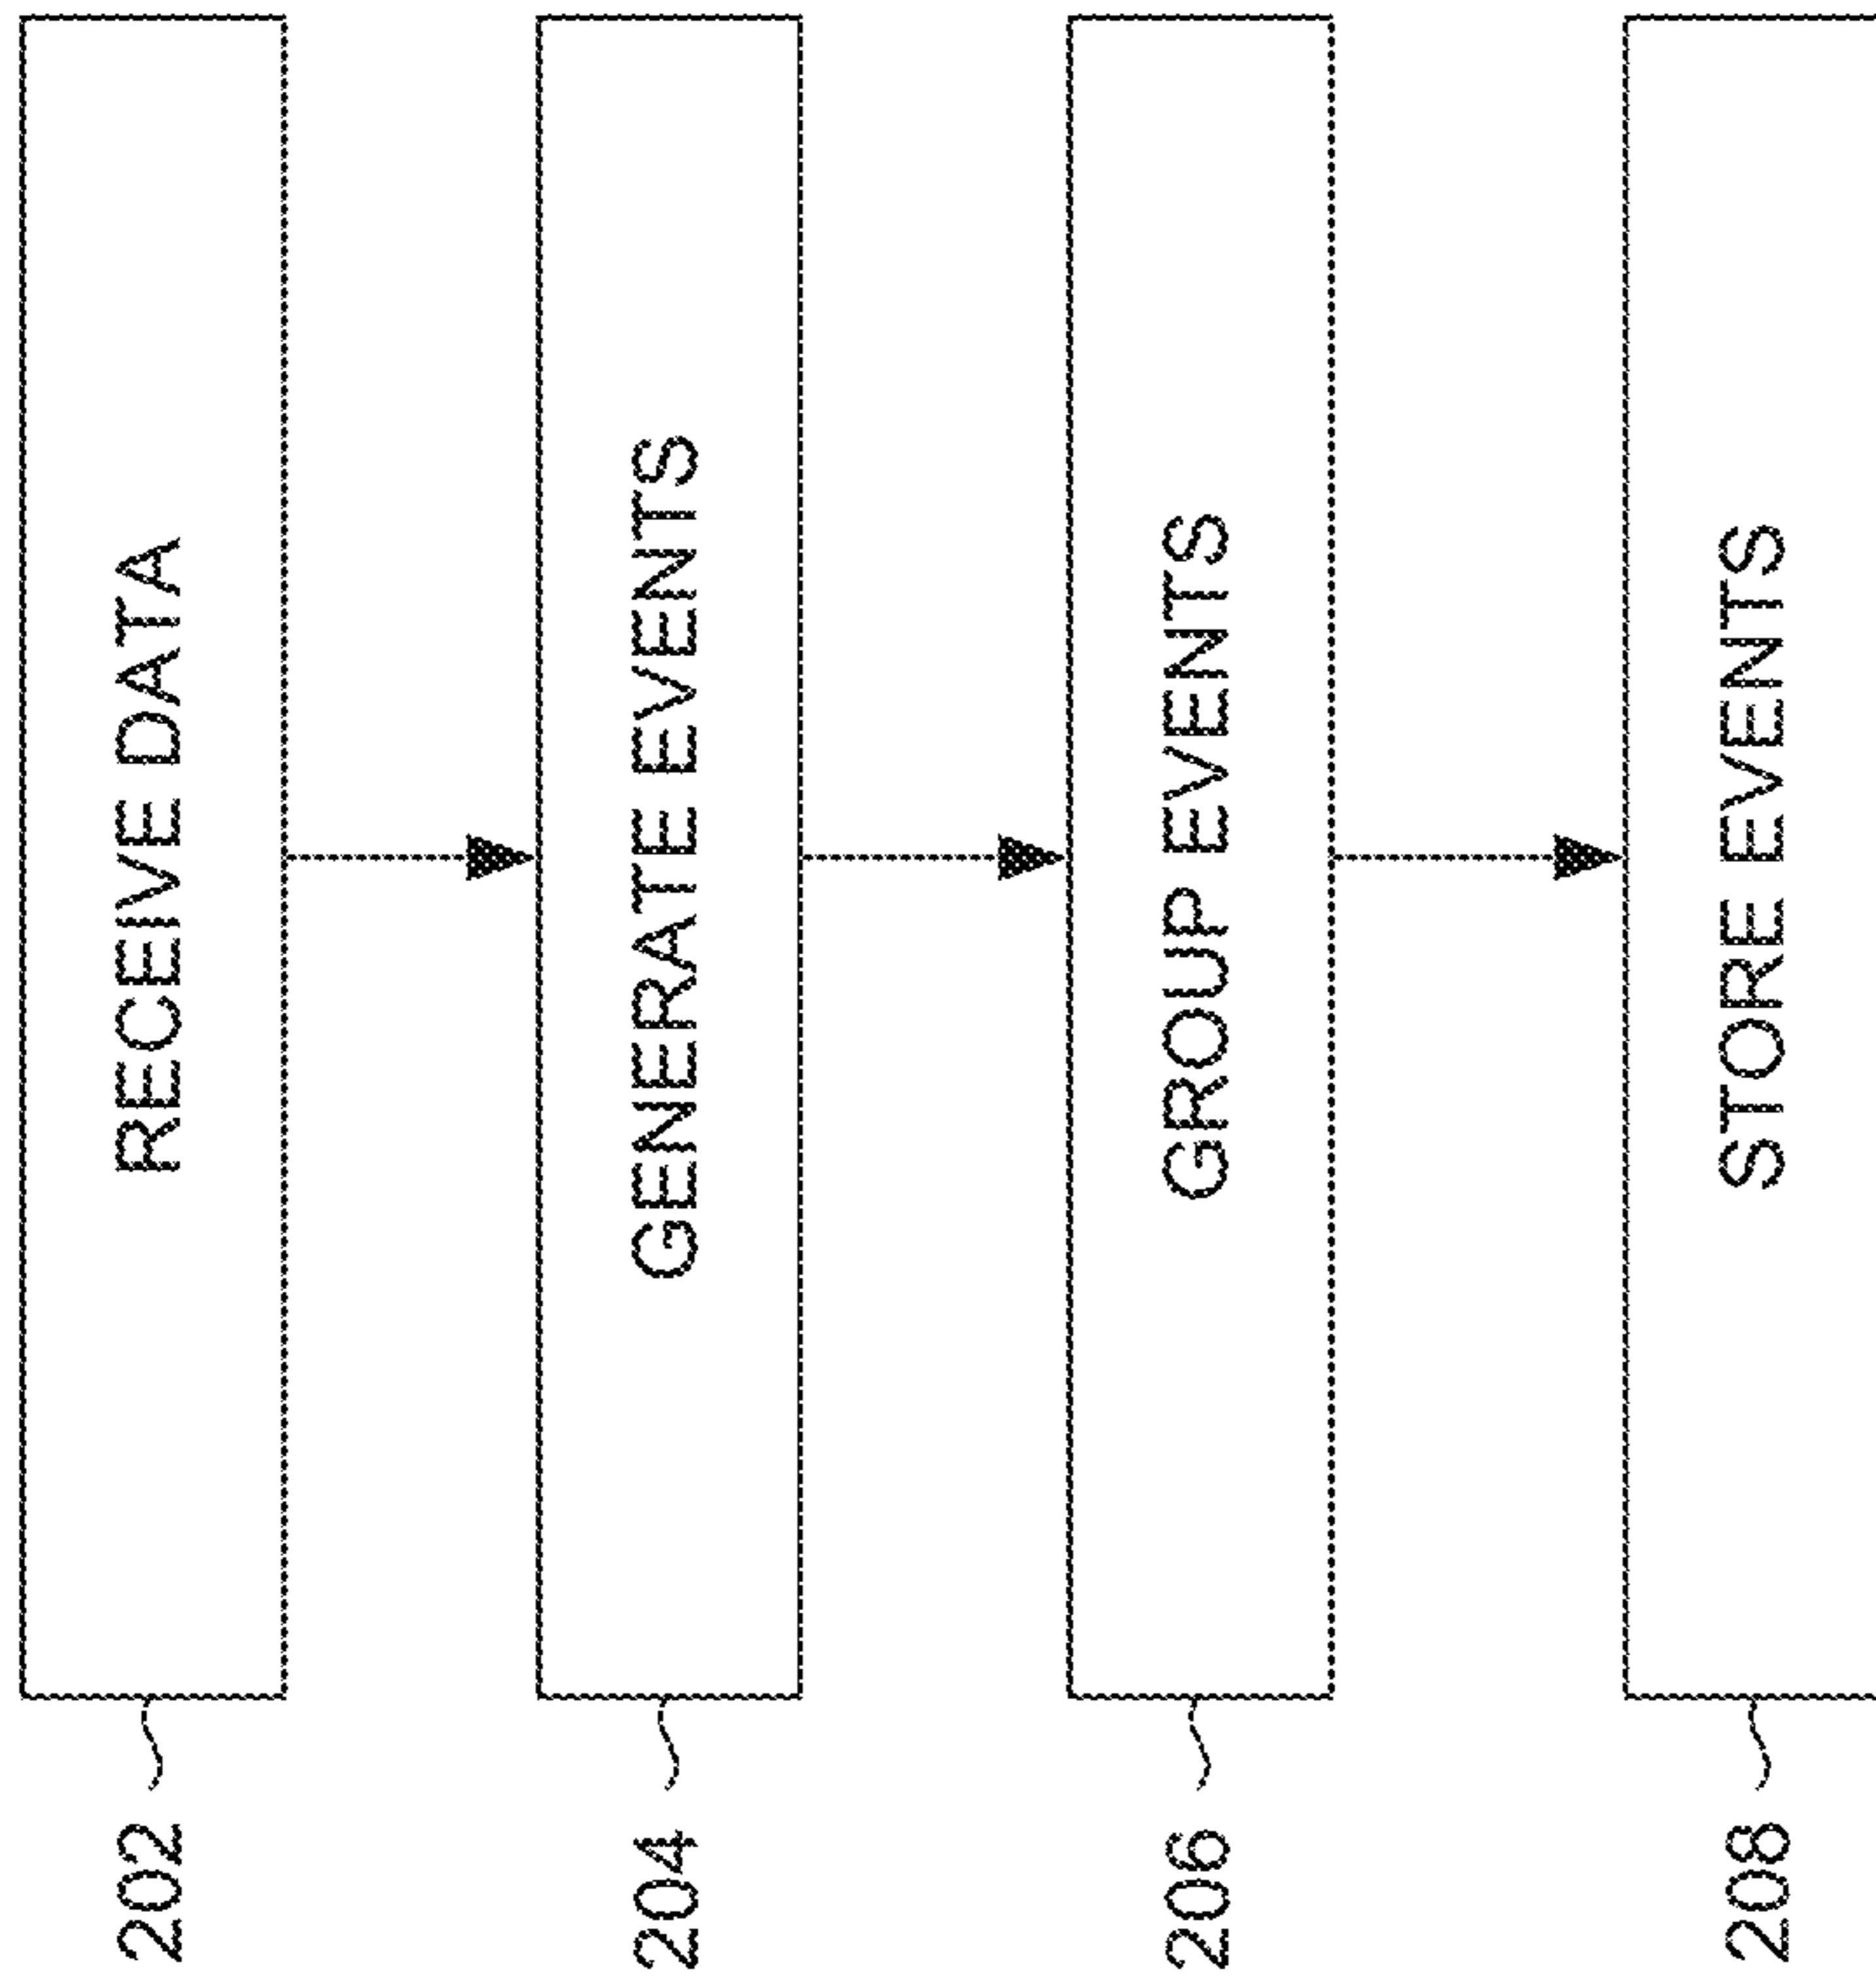 202 RECEIVE DATA
204 GENERATE EVENTS
206 GROUP EVENTS
208 STORE EVENTS